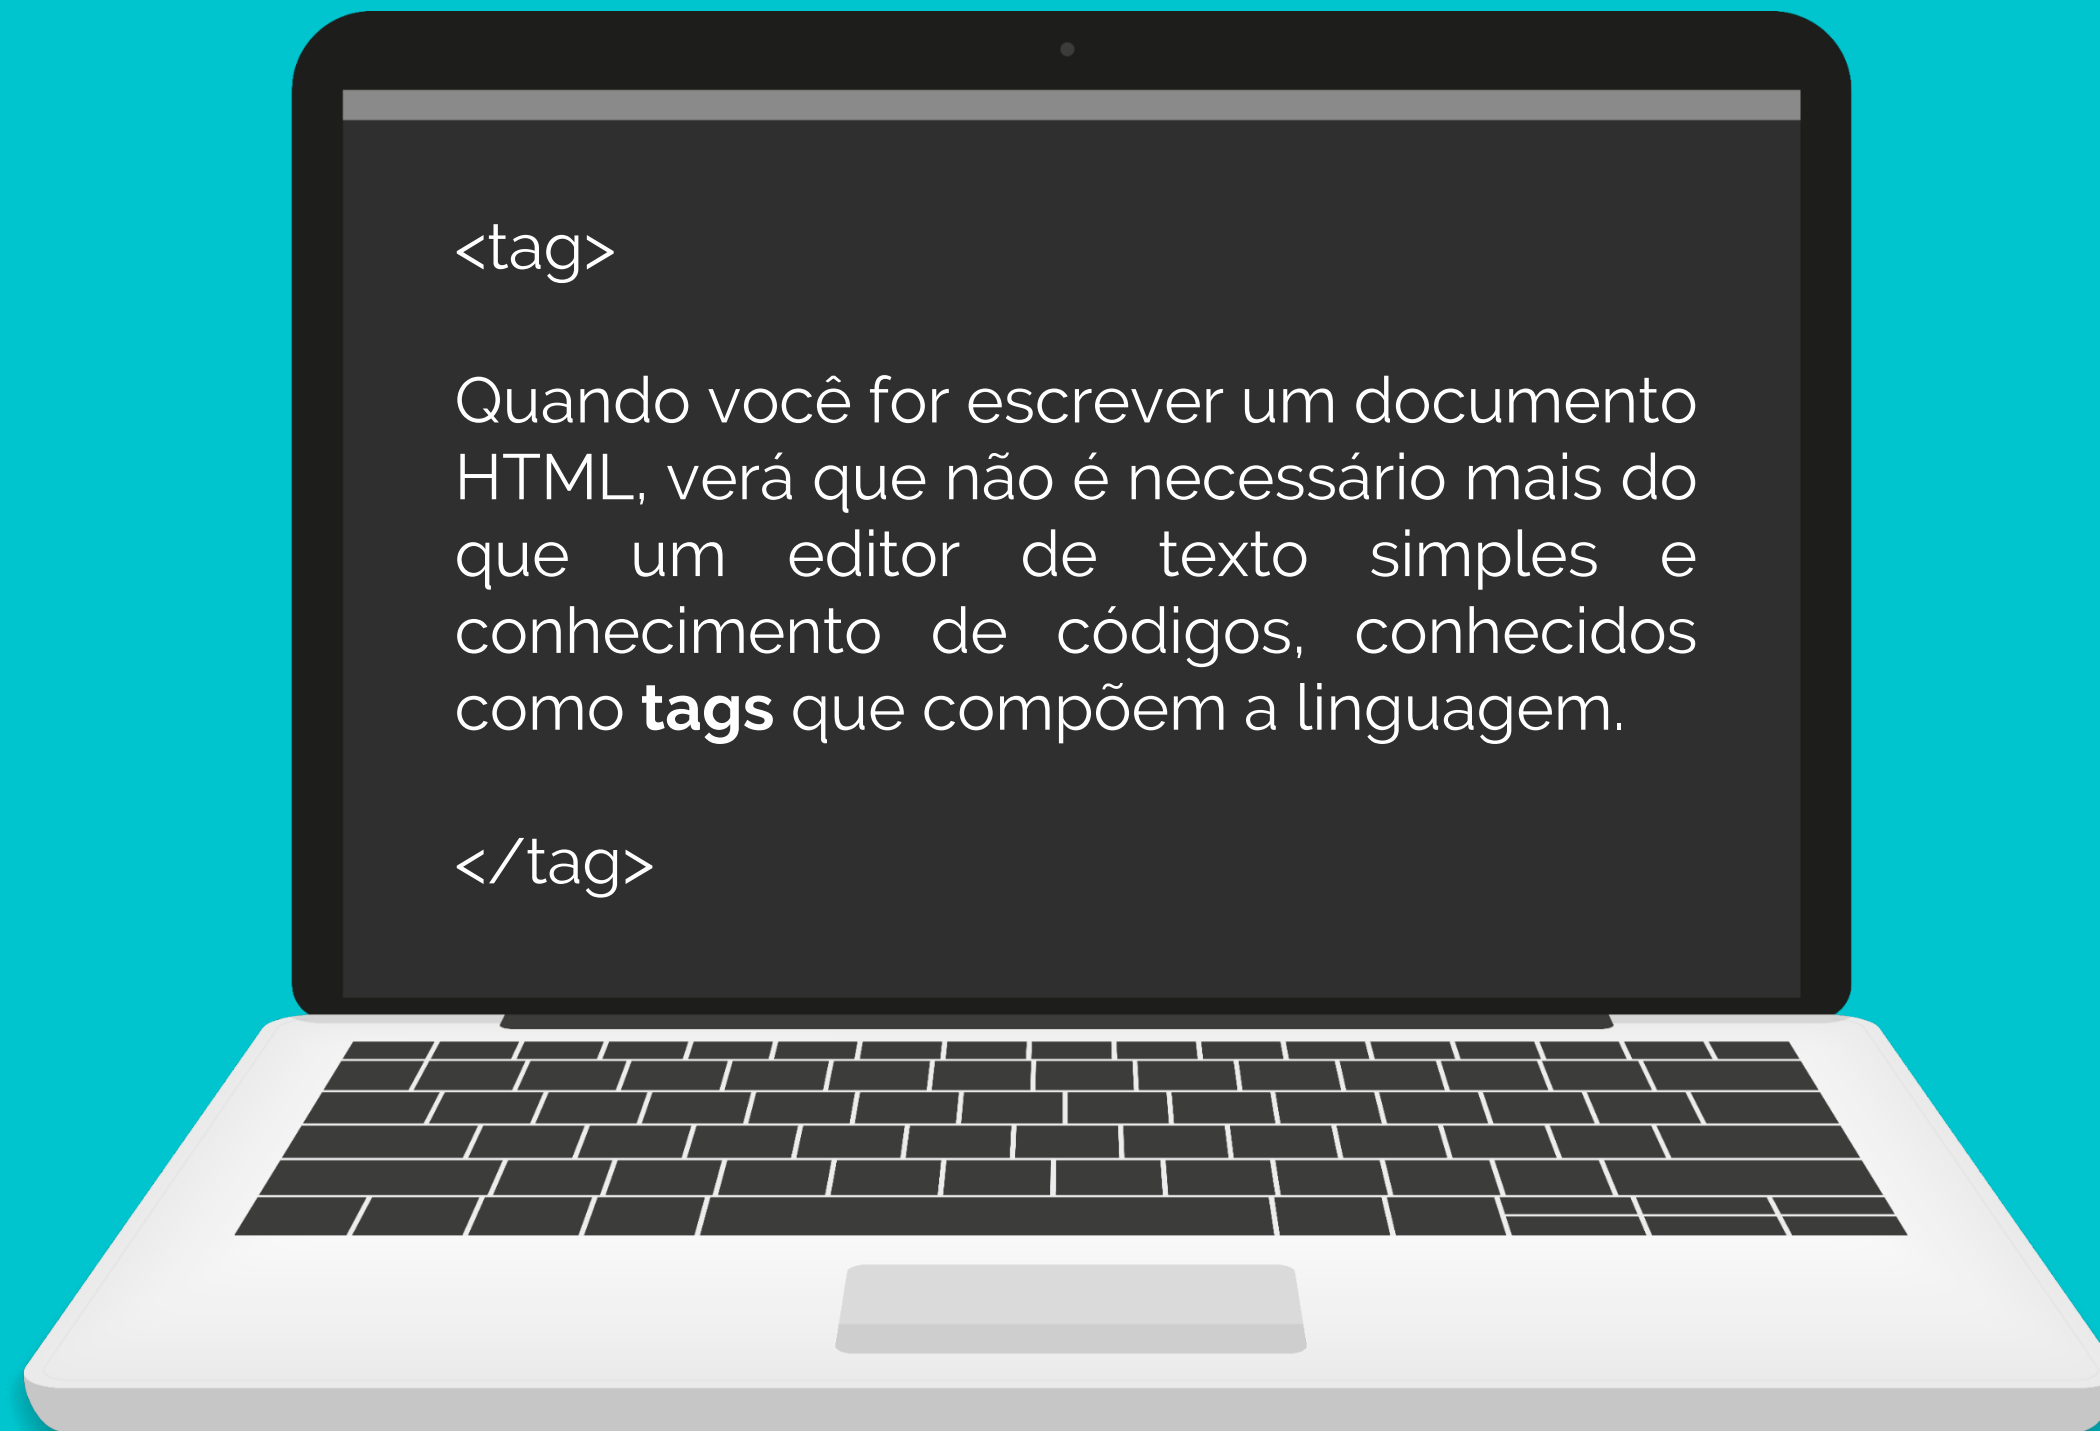 <tag>
Quando você for escrever um documento
HTML, verá que não é necessário mais do
que um editor de texto simples e
conhecimento de códigos, conhecidos
como tags que compõem a linguagem.
</tag>